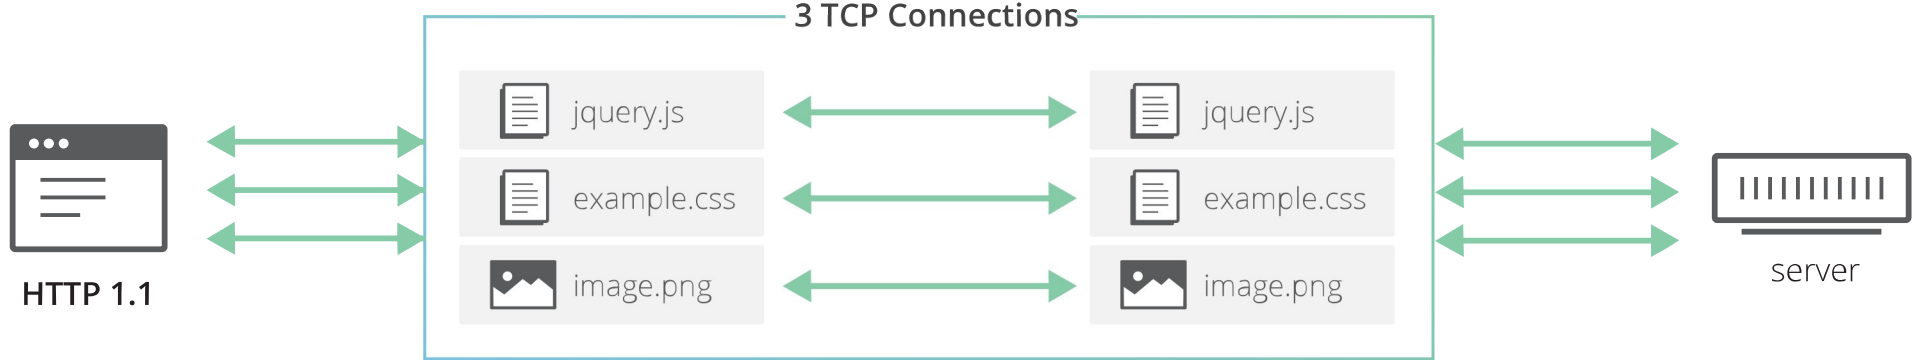 3 TCP Connections
jquery.js
jquery.js
example.css
example.css
image.png
image.png
HTTP 1.1
server